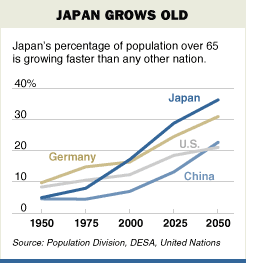 JAPAN GROWS OLD
Japan's percentage of population over 65
is growing faster than any other nation.
40%
Japan
30
U.S.
20
Germany
China
10
0
1950 1975 2000 2025 2050
Source: Population Division, DESA, United Nations